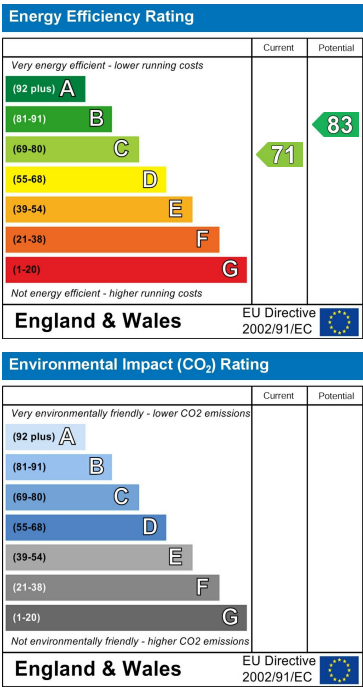 Energy Efficiency Rating
Current Potential
Very energy efficient - lower running costs
(92 plus) A
(81-91) B
(69-80) C
(55-68) D
(39-54) E
(21-38) F
(1-20) G
71
83
Not energy efficient - higher running costs
England & Wales
EU Directive
2002/91/EC
Environmental Impact (CO₂) Rating
Current Potential
Very environmentally friendly - lower CO2 emissions
(92 plus) A
(81-91) B
(69-80) C
(55-68) D
(39-54) E
(21-38) F
(1-20) G
Not environmentally friendly - higher CO2 emissions
England & Wales
EU Directive
2002/91/EC